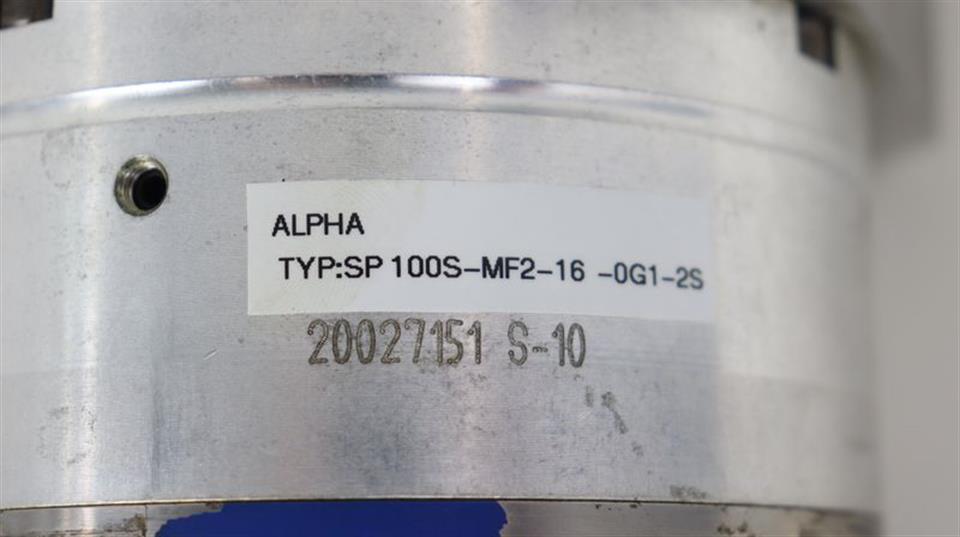 ALPHA
TYP:SP 100S-MF2-16 -0G1-2S
20027151 S-10